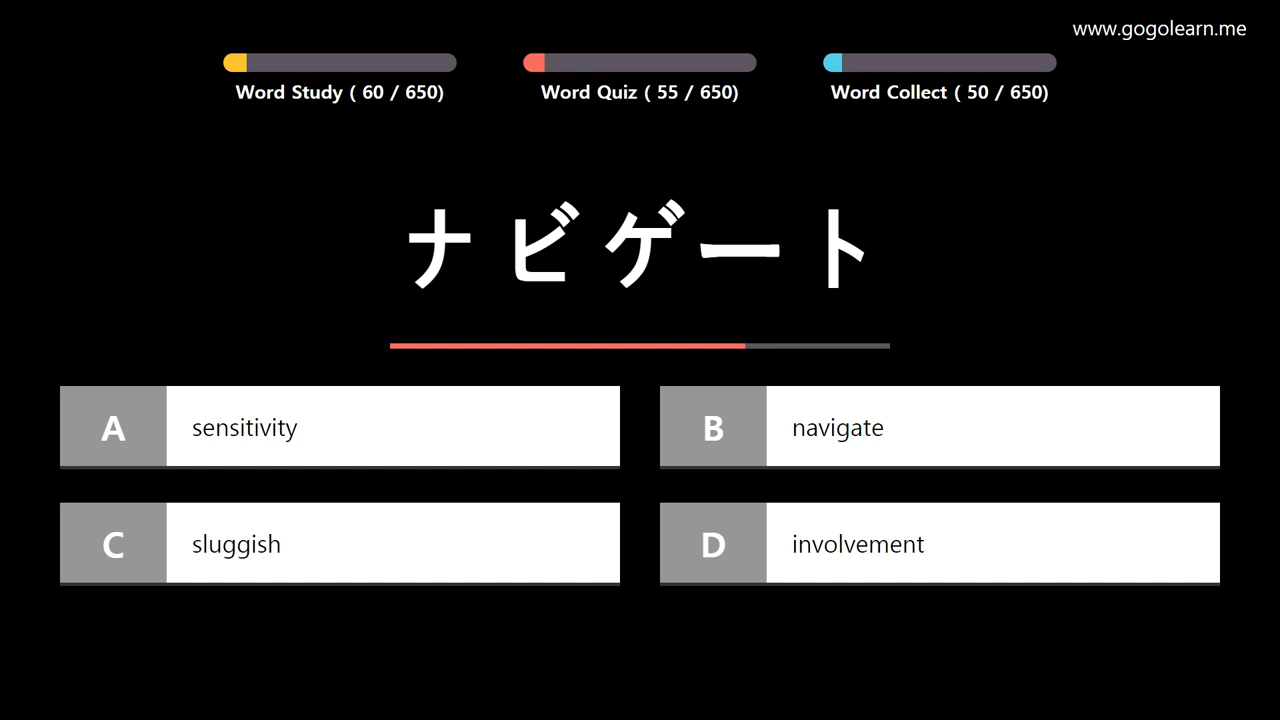 www.gogolearn.me
Word Study ( 60 / 650)
Word Quiz ( 55 / 650)
Word Collect ( 50 / 650)
ナビゲート
A sensitivity
B navigate
C sluggish
D involvement